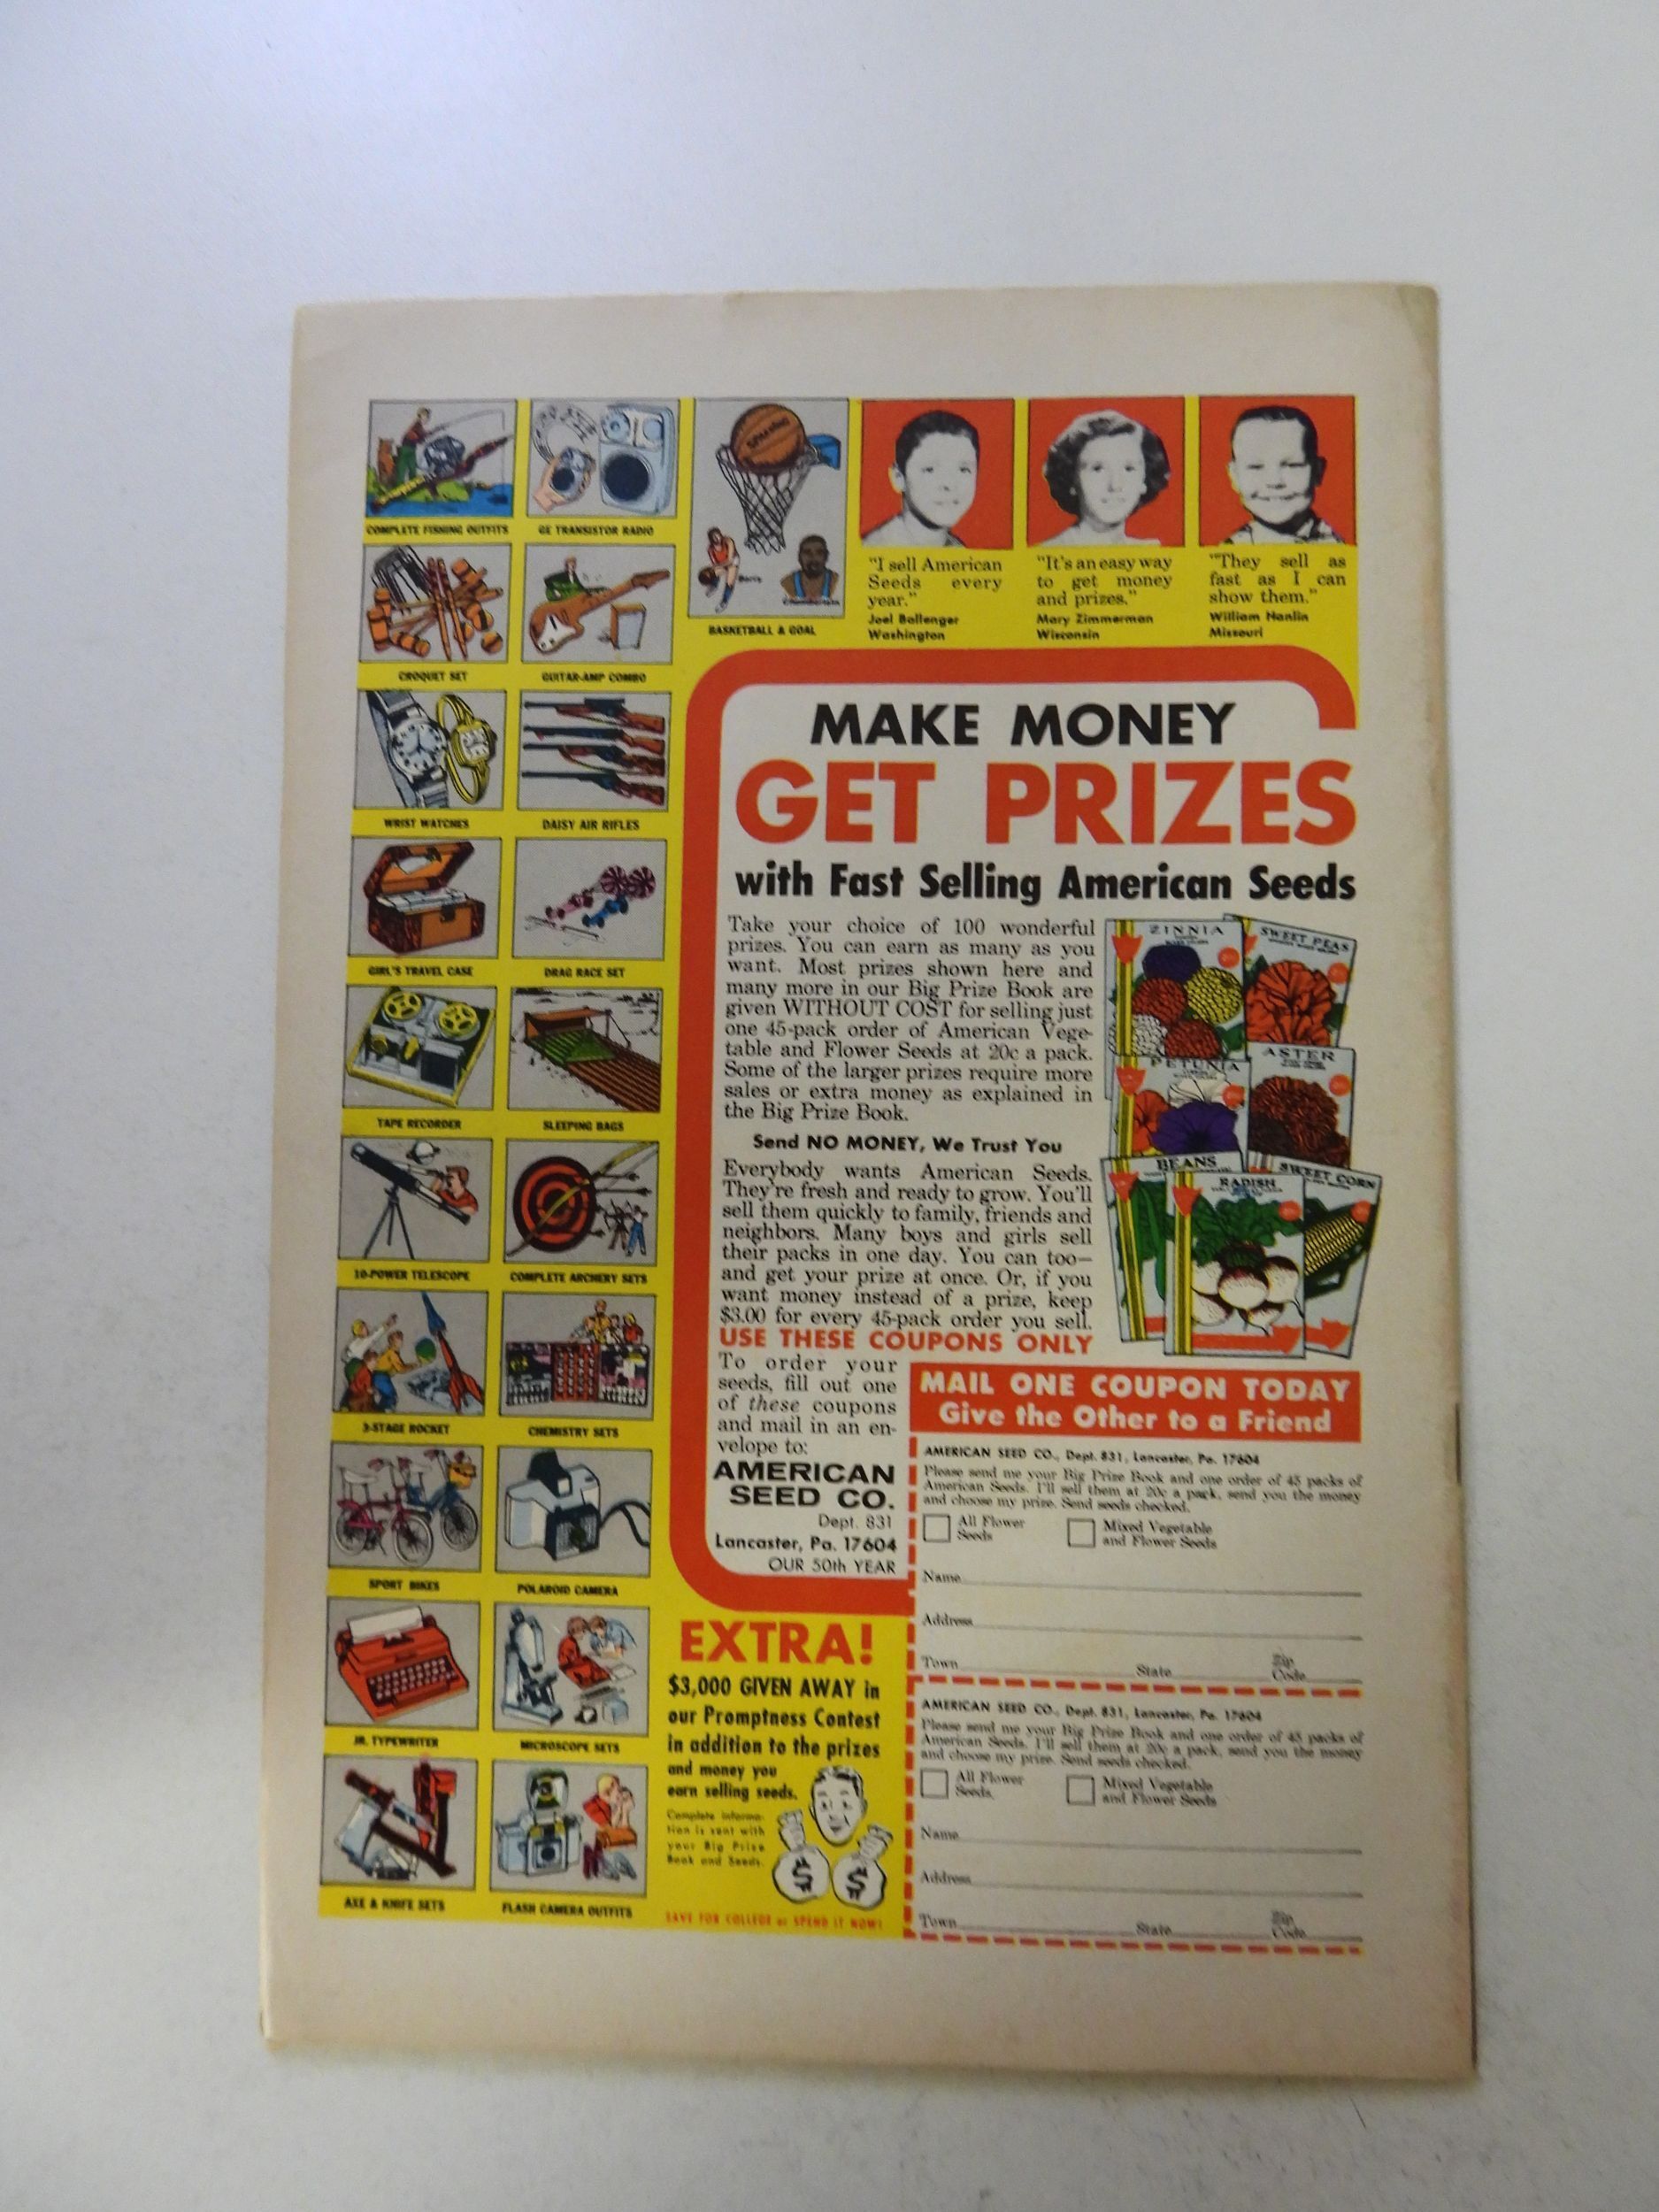 COMPLETE FISHING OUTFITS
GE TRANSISTOR RADIO
CROQUET SET
GUITAR-AMP COMBO
WRIST WATCHES
DAISY AIR RIFLES
GIRL'S TRAVEL CASE
DRAG RACE SET
TAPE RECORDER
SLEEPING BAGS
10-POWER TELESCOPE
COMPLETE ARCHERY SETS
3-STAGE ROCKET
CHEMISTRY SETS
SPORT BIKES
POLAROID CAMERA
JR. TYPEWRITER
MICROSCOPE SETS
AXE & KNIFE SETS
FLASH CAMERA OUTFITS
Spalding
Barry
Chamberlain
BASKETBALL & GOAL
"I sell American
Seeds every
year."
Joel Ballenger
Washington
"It's an easy way
to get money
and prizes."
Mary Zimmerman
Wisconsin
"They sell as
fast as I can
show them."
William Hanlin
Missouri
MAKE MONEY
GET PRIZES
with Fast Selling American Seeds
Take your choice of 100 wonderful
prizes. You can earn as many as you
want. Most prizes shown here and
many more in our Big Prize Book are
given WITHOUT COST for selling just
one 45-pack order of American Vege-
table and Flower Seeds at 20c a pack.
Some of the larger prizes require more
sales or extra money as explained in
the Big Prize Book.
Send NO MONEY, We Trust You
Everybody wants American Seeds.
They're fresh and ready to grow. You'll
sell them quickly to family, friends and
neighbors. Many boys and girls sell
their packs in one day. You can too—
and get your prize at once. Or, if you
want money instead of a prize, keep
$3.00 for every 45-pack order you sell.
USE THESE COUPONS ONLY
To order your
seeds, fill out one
of these coupons
and mail in an en-
velope to:
AMERICAN
SEED CO.
Dept. 831
Lancaster, Pa. 17604
OUR 50th YEAR
ZINNIA
SWEET PEAS
PETUNIA
ASTER
BEANS
RADISH
SWEET CORN
MAIL ONE COUPON TODAY
Give the Other to a Friend
AMERICAN SEED CO., Dept. 831, Lancaster, Pa. 17604
Please send me your Big Prize Book and one order of 45 packs of
American Seeds. I'll sell them at 20c a pack, send you the money
and choose my prize. Send seeds checked.
All Flower
Seeds
Mixed Vegetable
and Flower Seeds
Name
Address
Town State Zip
Code
AMERICAN SEED CO., Dept. 831, Lancaster, Pa. 17604
Please send me your Big Prize Book and one order of 45 packs of
American Seeds. I'll sell them at 20c a pack, send you the money
and choose my prize. Send seeds checked.
All Flower
Seeds
Mixed Vegetable
and Flower Seeds
Name
Address
Town State Zip
Code
EXTRA!
$3,000 GIVEN AWAY in
our Promptness Contest
in addition to the prizes
and money you
earn selling seeds.
Complete informa-
tion is sent with
your Big Prize
Book and Seeds.
$ $
SAVE FOR COLLEGE or SPEND IT NOW!